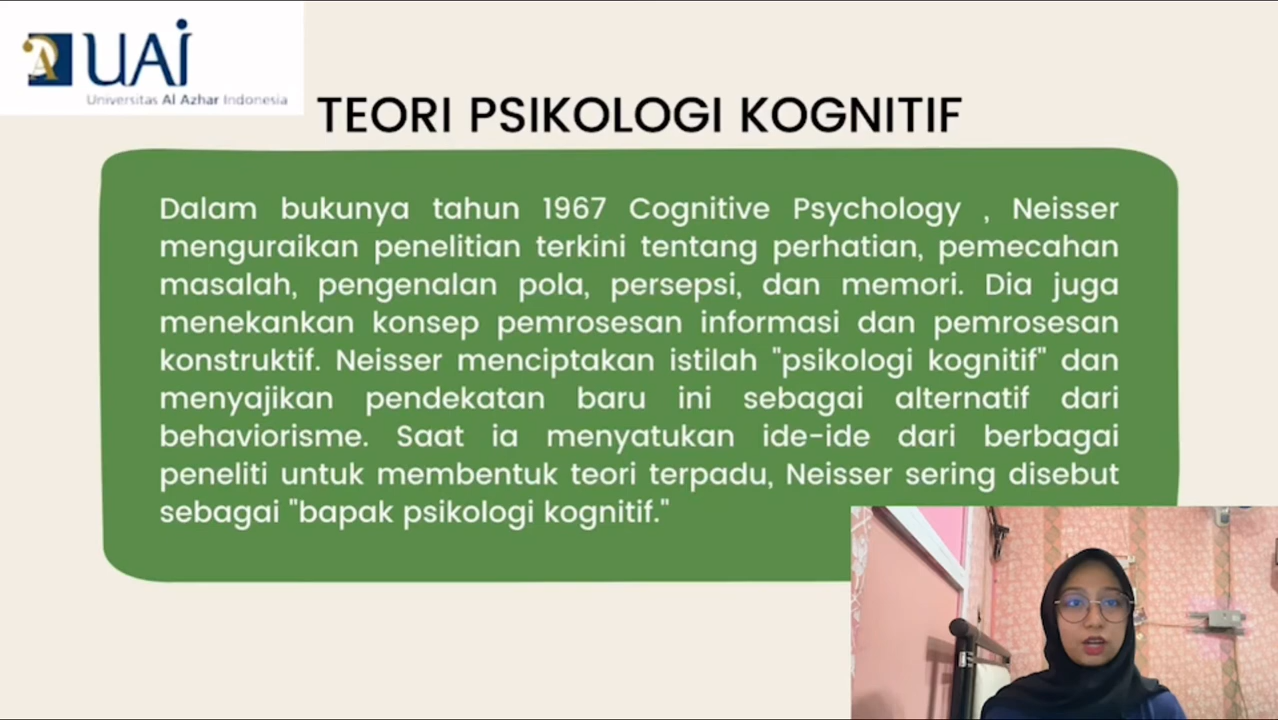 UAI
Universitas Al Azhar Indonesia
TEORI PSIKOLOGI KOGNITIF
Dalam bukunya tahun 1967 Cognitive Psychology , Neisser
menguraikan penelitian terkini tentang perhatian, pemecahan
masalah, pengenalan pola, persepsi, dan memori. Dia juga
menekankan konsep pemrosesan informasi dan pemrosesan
konstruktif. Neisser menciptakan istilah "psikologi kognitif" dan
menyajikan pendekatan baru ini sebagai alternatif dari
behaviorisme. Saat ia menyatukan ide-ide dari berbagai
peneliti untuk membentuk teori terpadu, Neisser sering disebut
sebagai "bapak psikologi kognitif."